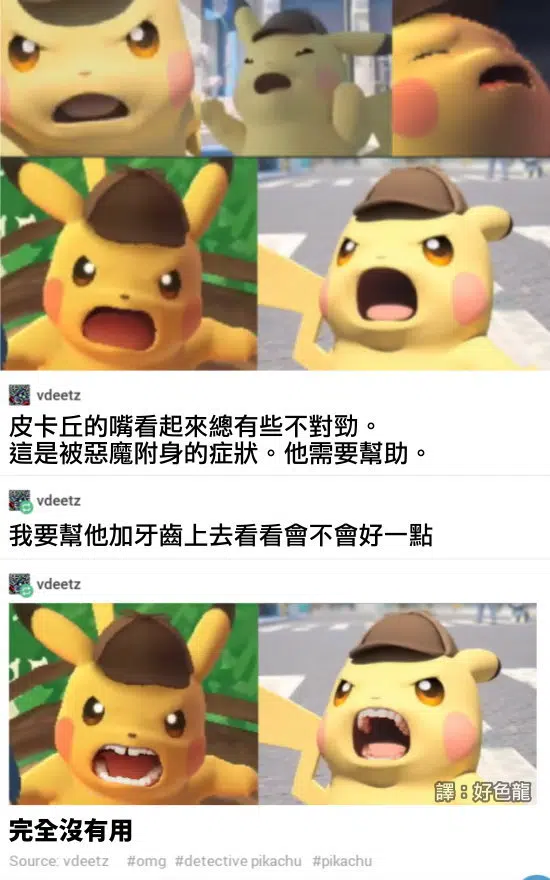 vdeetz
皮卡丘的嘴看起來總有些不對勁。
這是被惡魔附身的症狀。他需要幫助。
vdeetz
我要幫他加牙齒上去看看會不會好一點
vdeetz
譯：好色龍
完全沒有用
Source: vdeetz #omg #detective pikachu #pikachu